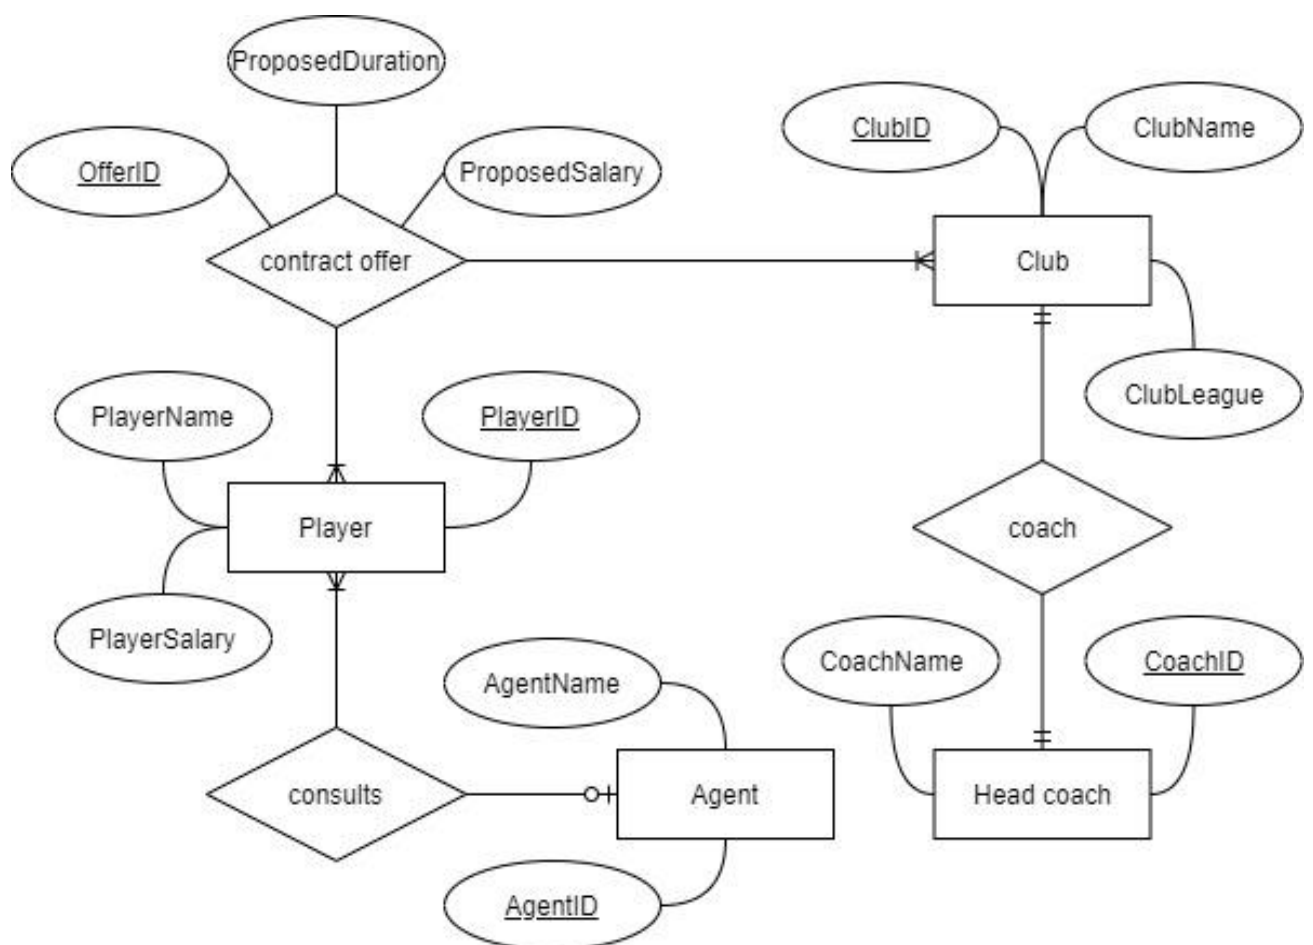 ProposedDuration
OfferID
ProposedSalary
ClubID
ClubName
contract offer
Club
ClubLeague
PlayerName
PlayerID
Player
coach
PlayerSalary
AgentName
CoachName
CoachID
consults
Agent
Head coach
AgentID